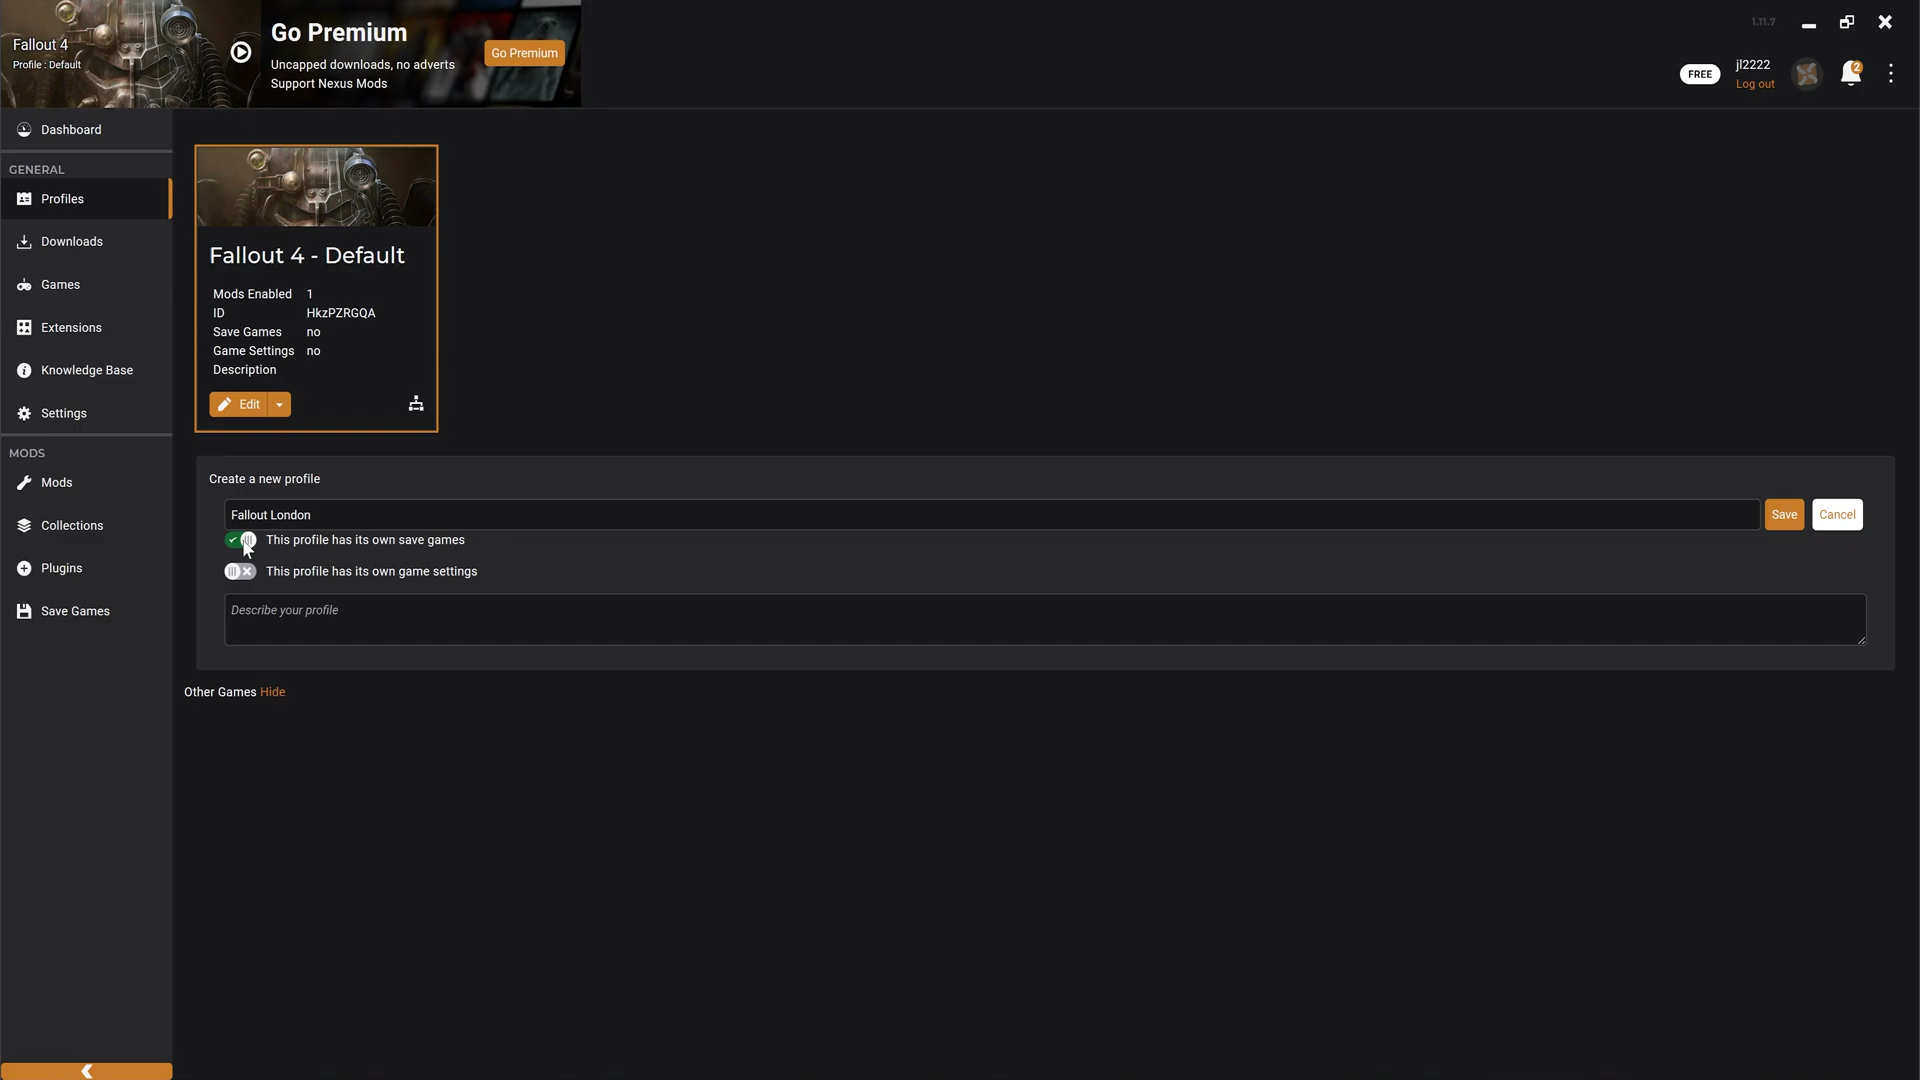 Fallout 4
Profile : Default
Go Premium
Uncapped downloads, no adverts
Support Nexus Mods
Go Premium
1.11.7
FREE
jl2222
Log out
2
Dashboard
GENERAL
Profiles
Downloads
Games
Extensions
Knowledge Base
Settings
MODS
Mods
Collections
Plugins
Save Games
Fallout 4 - Default
Mods Enabled 1
ID HkzPZRGQA
Save Games no
Game Settings no
Description
Edit
Create a new profile
Fallout London
Save
Cancel
This profile has its own save games
This profile has its own game settings
Describe your profile
Other Games Hide